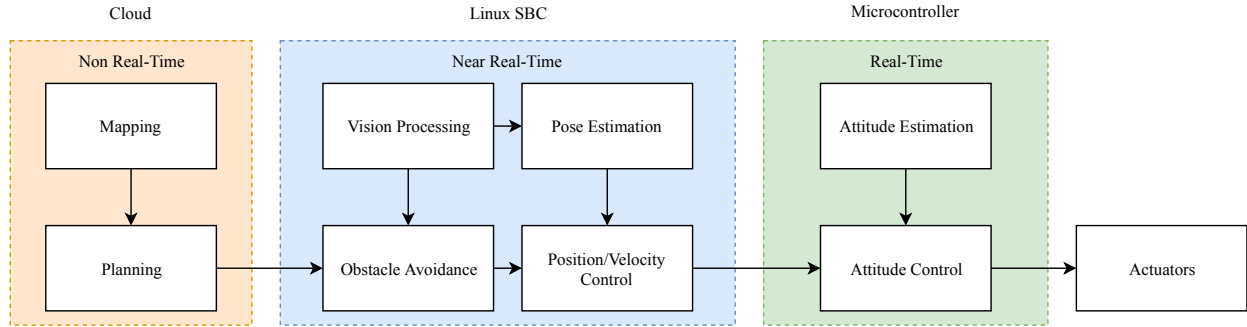 Cloud
Linux SBC
Microcontroller
Non Real-Time
Near Real-Time
Real-Time
Mapping
Vision Processing
Pose Estimation
Attitude Estimation
Planning
Obstacle Avoidance
Position/Velocity
Control
Attitude Control
Actuators